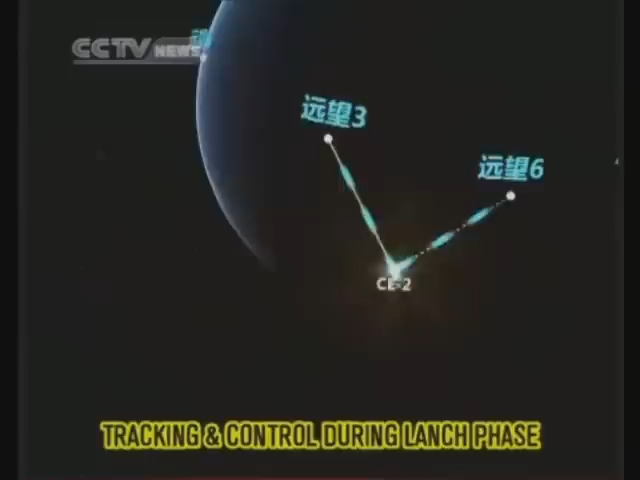 CCTV NEWS
远望3
远望6
CE-2
TRACKING & CONTROL DURING LANCH PHASE